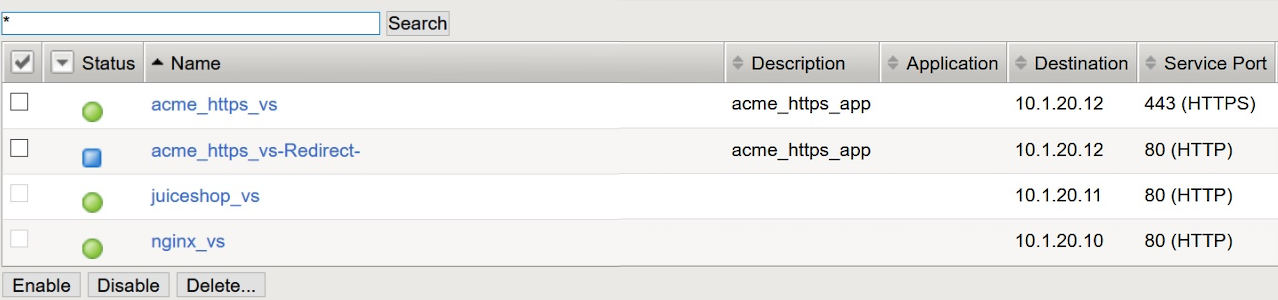 * Search
Status Name Description Application Destination Service Port
acme_https_vs acme_https_app 10.1.20.12 443 (HTTPS)
acme_https_vs-Redirect- acme_https_app 10.1.20.12 80 (HTTP)
juiceshop_vs 10.1.20.11 80 (HTTP)
nginx_vs 10.1.20.10 80 (HTTP)
Enable Disable Delete...